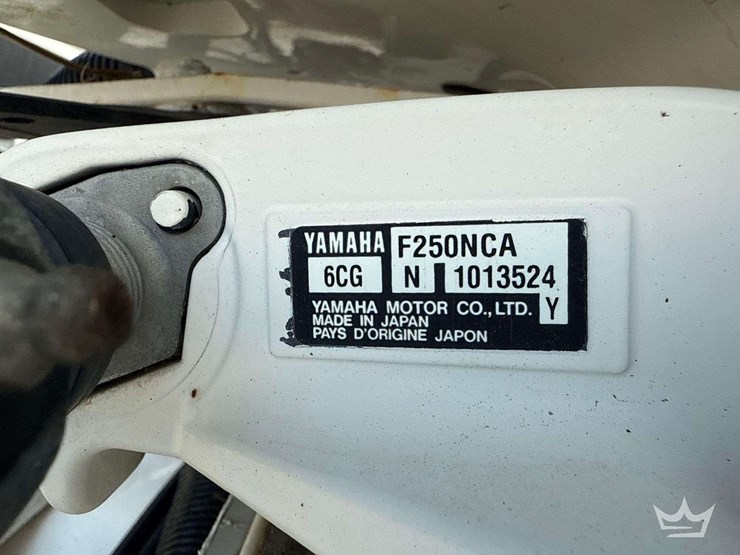 YAMAHA F250NCA
6CG N 1013524
YAMAHA MOTOR CO.,LTD. Y
MADE IN JAPAN
PAYS D'ORIGINE JAPON